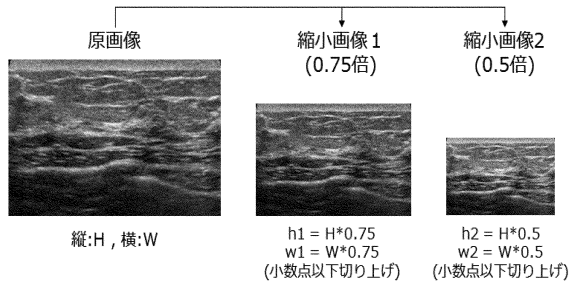 原画像
縮小画像1
(0.75倍)
縮小画像2
(0.5倍)
縦:H , 横:W
h1 = H*0.75
w1 = W*0.75
(小数点以下切り上げ)
h2 = H*0.5
w2 = W*0.5
(小数点以下切り上げ)